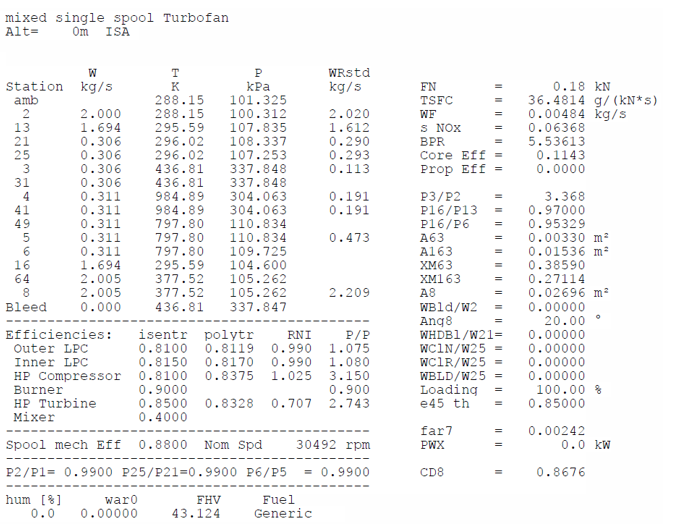 mixed single spool Turbofan
Alt=    0m  ISA
W T P WRstd
Station kg/s K kPa kg/s FN = 0.18 kN
amb 288.15 101.325 TSFC = 36.4814 g/(kN*s)
2 2.000 288.15 100.312 2.020 WF = 0.00484 kg/s
13 1.694 295.59 107.835 1.612 s NOx = 0.06368
21 0.306 296.02 108.337 0.290 BPR = 5.53613
25 0.306 296.02 107.253 0.293 Core Eff = 0.1143
3 0.306 436.81 337.848 0.113 Prop Eff = 0.0000
31 0.306 436.81 337.848
4 0.311 984.89 304.063 0.191 P3/P2 = 3.368
41 0.311 984.89 304.063 0.191 P16/P13 = 0.97000
49 0.311 797.80 110.834 P16/P6 = 0.95329
5 0.311 797.80 110.834 0.473 A63 = 0.00330 m²
6 0.311 797.80 109.725 A163 = 0.01536 m²
16 1.694 295.59 104.600 XM63 = 0.38590
64 2.005 377.52 105.262 XM163 = 0.27114
8 2.005 377.52 105.262 2.209 A8 = 0.02696 m²
Bleed 0.000 436.81 337.847 WBld/W2 = 0.00000
------------------------------------------- Ang8 = 20.00 °
Efficiencies: isentr polytr RNI P/P WHDBl/W21= 0.00000
Outer LPC 0.8100 0.8119 0.990 1.075 WClN/W25 = 0.00000
Inner LPC 0.8150 0.8170 0.990 1.080 WClR/W25 = 0.00000
HP Compressor 0.8100 0.8375 1.025 3.150 WBLD/W25 = 0.00000
Burner 0.9000 0.900 Loading = 100.00 %
HP Turbine 0.8500 0.8328 0.707 2.743 e45 th = 0.85000
Mixer 0.4000
------------------------------------------- far7 = 0.00242
Spool mech Eff 0.8800 Nom Spd 30492 rpm PWX = 0.0 kW
-------------------------------------------
P2/P1= 0.9900 P25/P21=0.9900 P6/P5 = 0.9900 CD8 = 0.8676
-------------------------------------------
hum [%] war0 FHV Fuel
0.0 0.00000 43.124 Generic